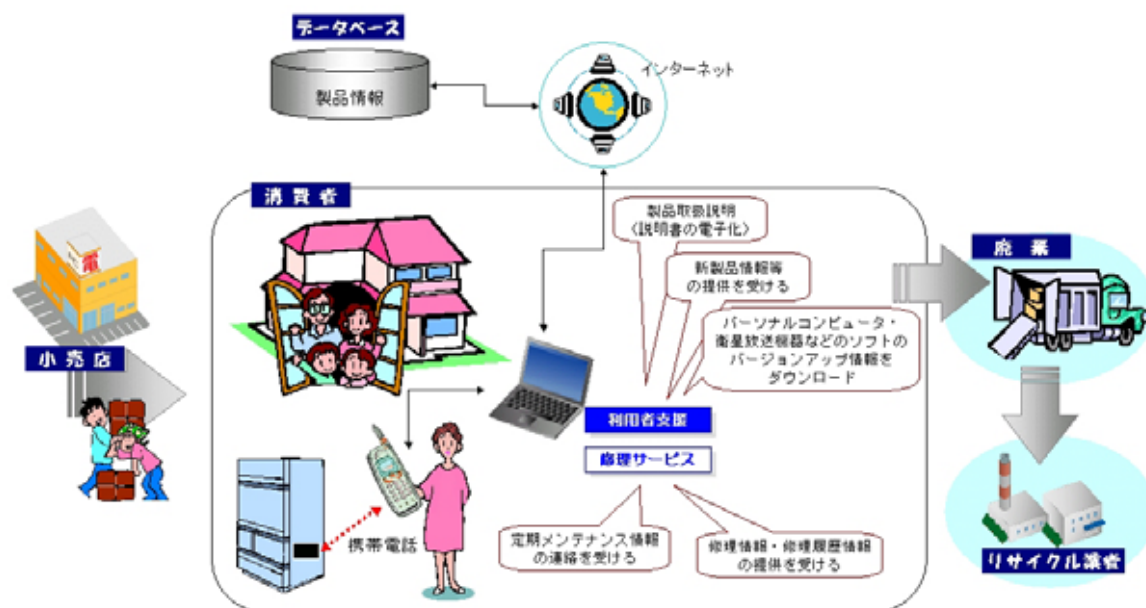 データベース
製品情報
インターネット
消費者
製品取扱説明
〈説明書の電子化〉
新製品情報等
の提供を受ける
パーソナルコンピュータ・
衛星放送機器などのソフトの
バージョンアップ情報を
ダウンロード
廃棄
電
小売店
利用者支援
修理サービス
携帯電話
定期メンテナンス情報
の連絡を受ける
修理情報・修理履歴情報
の提供を受ける
リサイクル業者